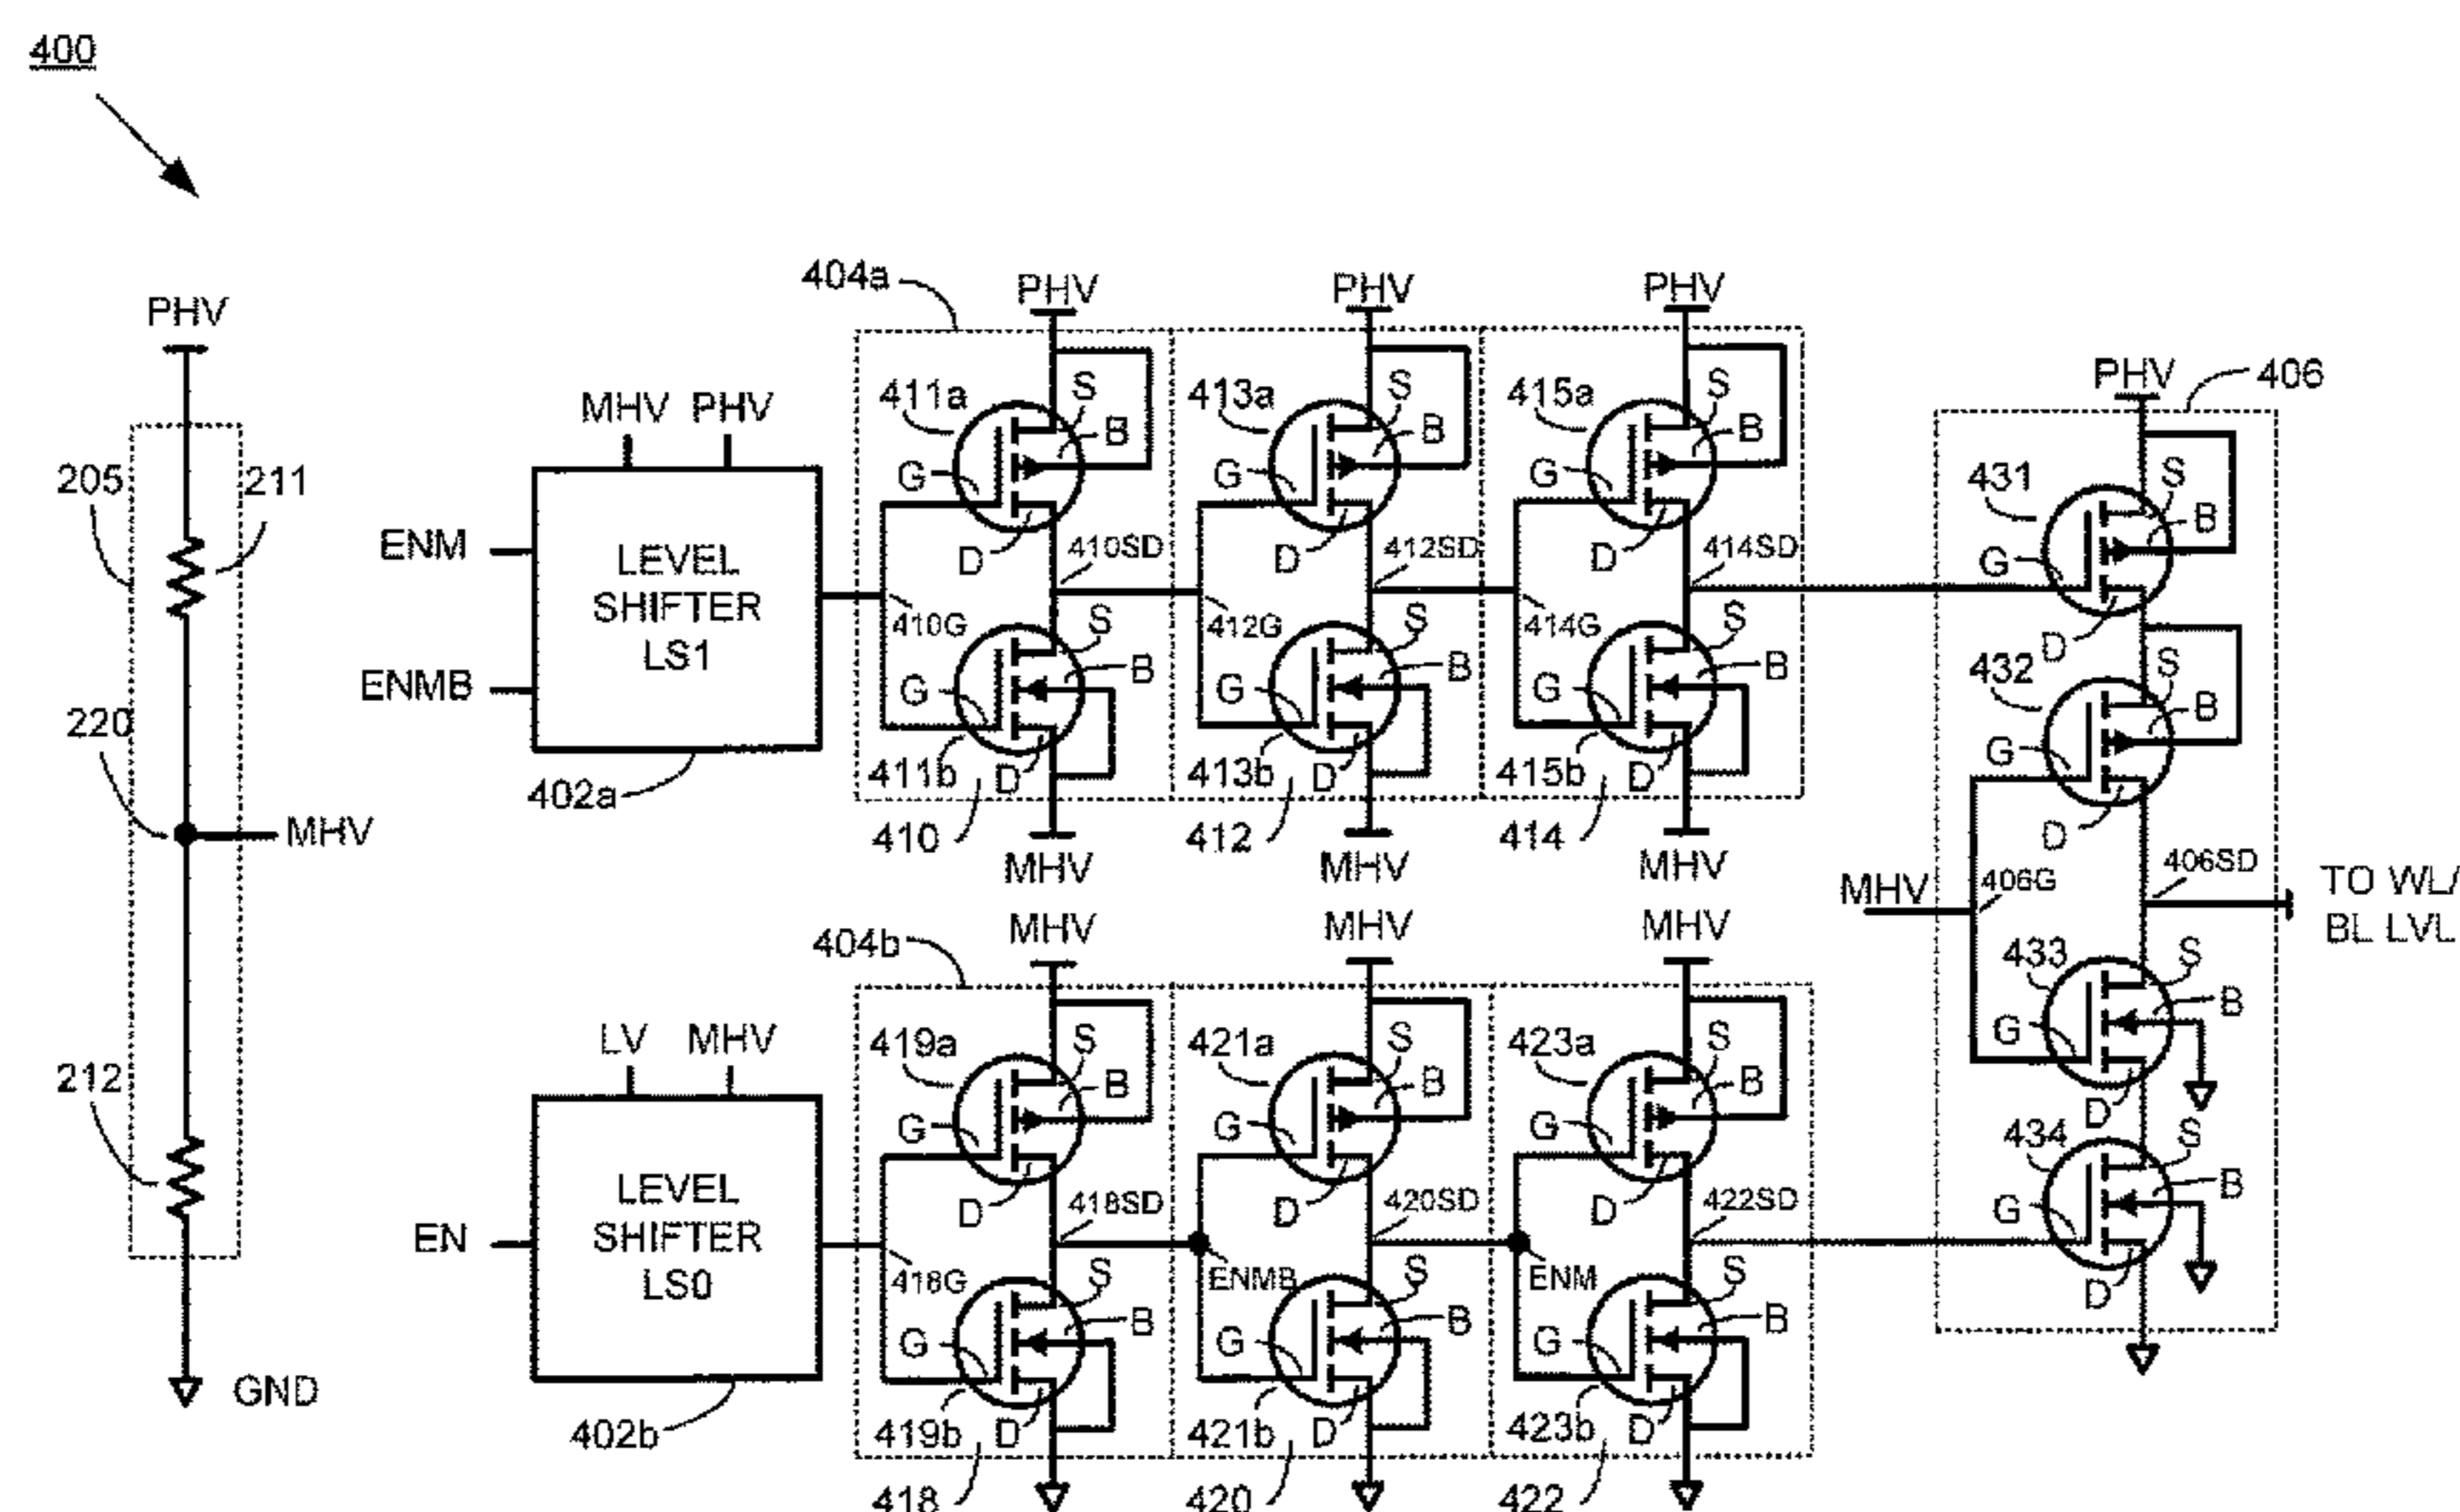 400
404a
PHV PHV PHV
PHV
PHV 406
MHV PHV
411a S B G D
413a S B G D
415a S B G D
205 211
431 S B G D
ENM
LEVEL
SHIFTER
LS1
410SD 412SD 414SD
410G 412G 414G
ENMB
S B G D
S B G D
S B G D
432 S B G D
220
402a
411b 413b 415b
410 412 414
MHV
MHV MHV MHV
MHV 406G 406SD
TO WL/
BL LVL
404b
MHV MHV MHV
433 S B G D
LV MHV
419a S B G D
421a S B G D
423a S B G D
212
434 S B G D
EN
LEVEL
SHIFTER
LS0
418SD 420SD 422SD
418G ENMB ENM
S B G D
S B G D
S B G D
GND
402b
419b 421b 423b
418 420 422